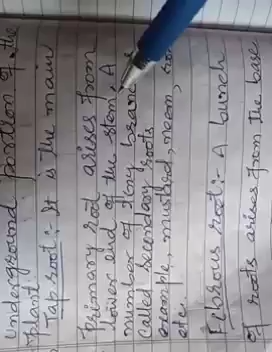 Underground portion of the
plant.
Tap root:- It is the main
Primary root arises from
lower end of the stem. A
number of tiny branc
called secondary roots
example, mustard, neem,
etc.
Fibrous root:- A bunch
of roots arises from the base